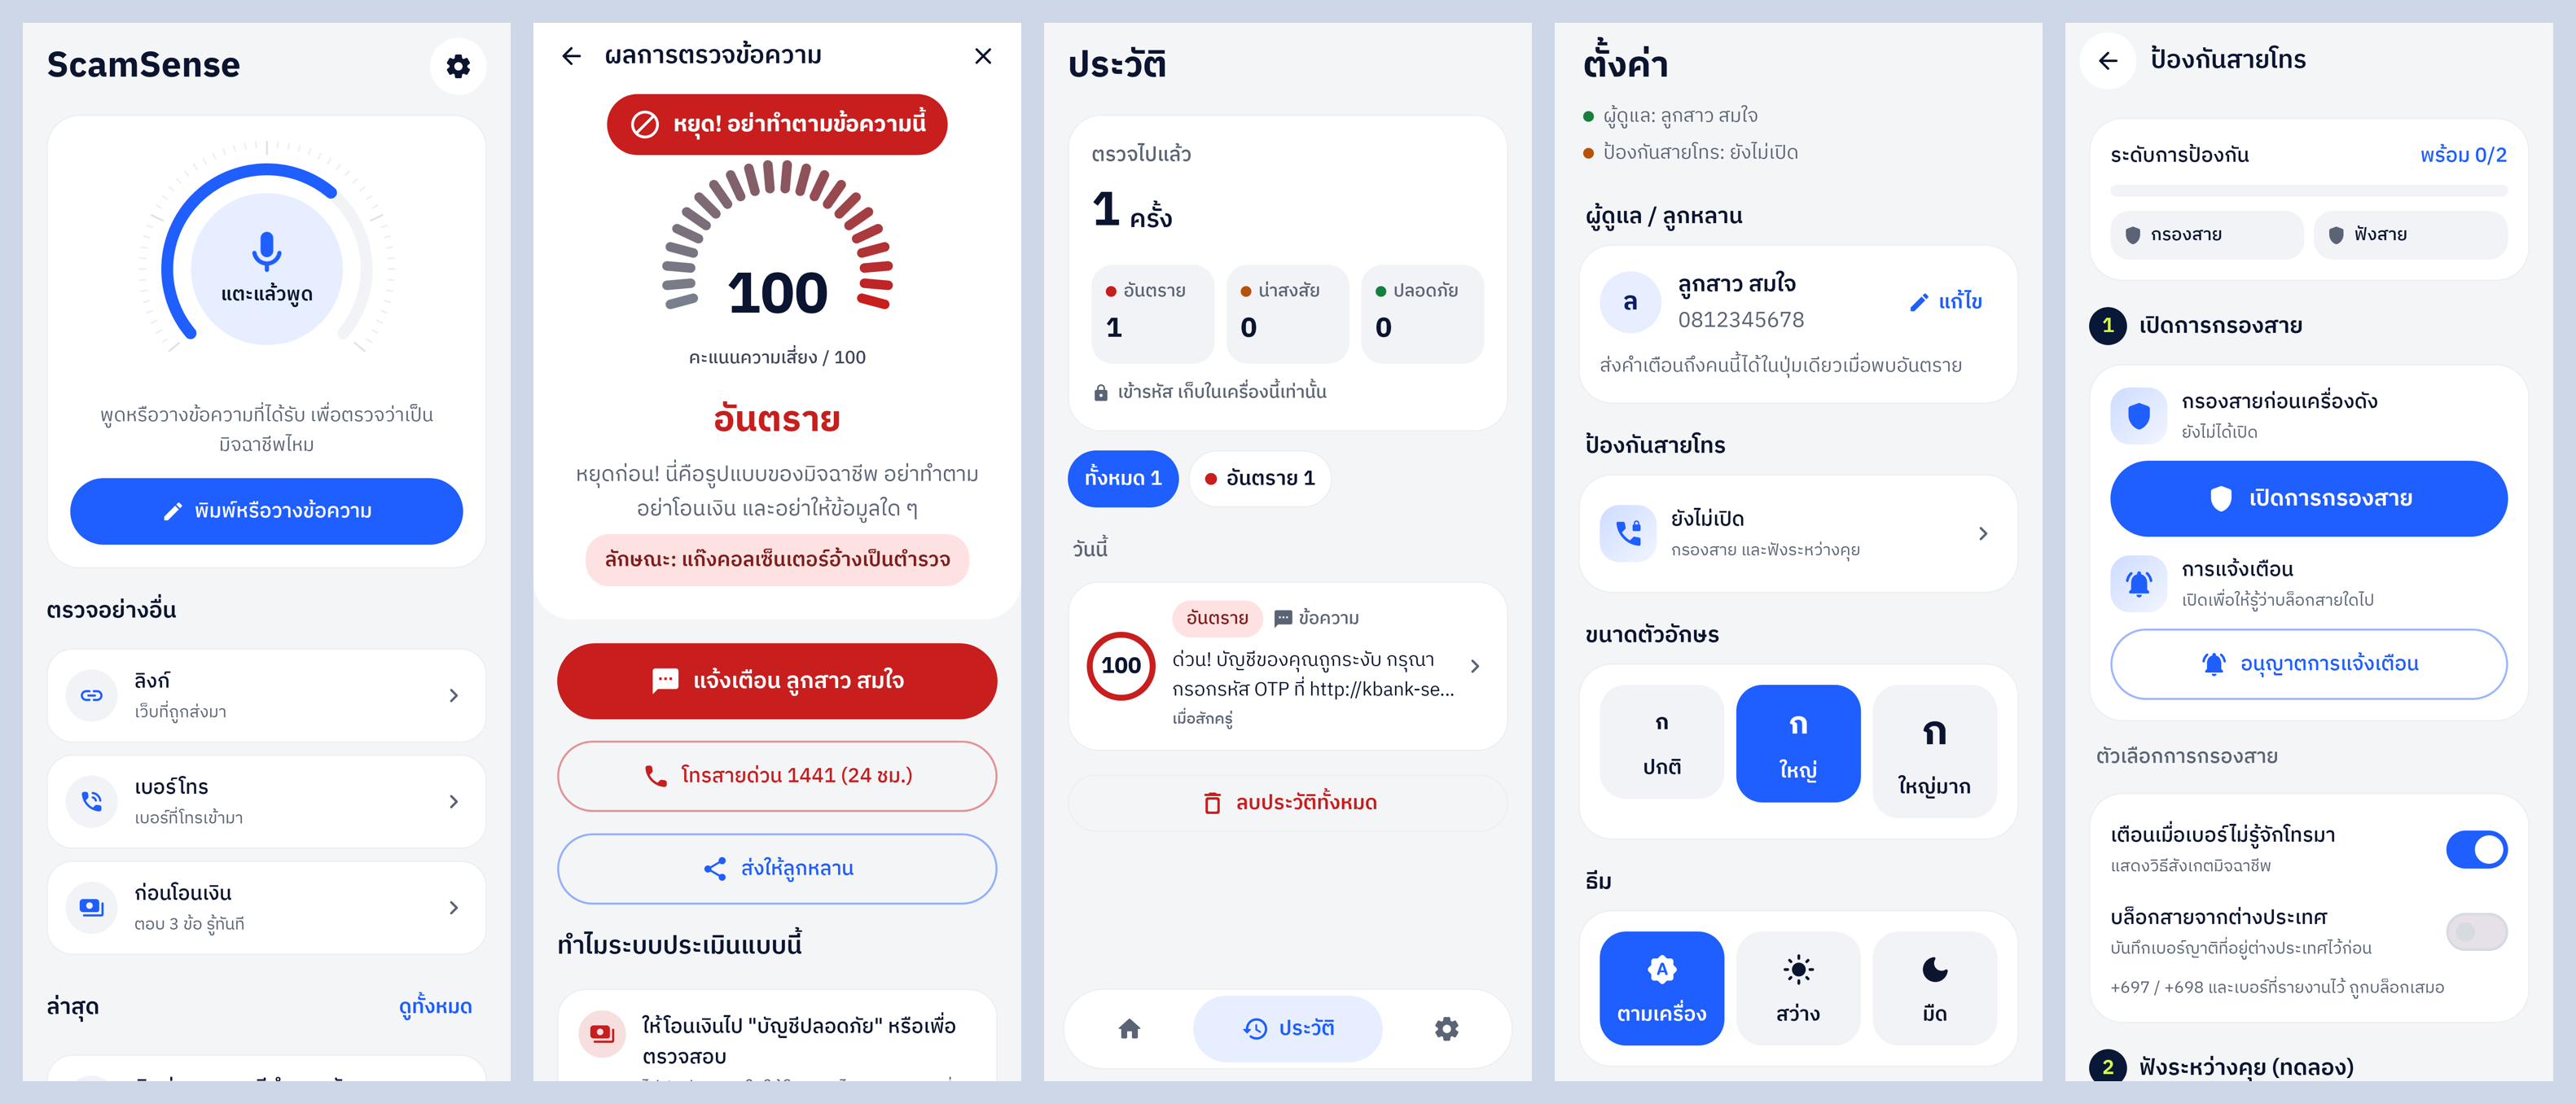 ScamSense
แตะแล้วพูด
พูดหรือวางข้อความที่ได้รับ เพื่อตรวจว่าเป็น
มิจฉาชีพไหม
พิมพ์หรือวางข้อความ
ตรวจอย่างอื่น
ลิงก์
เว็บที่ถูกส่งมา
เบอร์โทร
เบอร์ที่โทรเข้ามา
ก่อนโอนเงิน
ตอบ 3 ข้อ รู้ทันที
ล่าสุด
ดูทั้งหมด
ผลการตรวจข้อความ
หยุด! อย่าทำตามข้อความนี้
100
คะแนนความเสี่ยง / 100
อันตราย
หยุดก่อน! นี่คือรูปแบบของมิจฉาชีพ อย่าทำตาม
อย่าโอนเงิน และอย่าให้ข้อมูลใด ๆ
ลักษณะ: แก๊งคอลเซ็นเตอร์อ้างเป็นตำรวจ
แจ้งเตือน ลูกสาว สมใจ
โทรสายด่วน 1441 (24 ชม.)
ส่งให้ลูกหลาน
ทำไมระบบประเมินแบบนี้
ให้โอนเงินไป "บัญชีปลอดภัย" หรือเพื่อ
ตรวจสอบ
ประวัติ
ตรวจไปแล้ว
1 ครั้ง
อันตราย
1
น่าสงสัย
0
ปลอดภัย
0
เข้ารหัส เก็บในเครื่องนี้เท่านั้น
ทั้งหมด 1
อันตราย 1
วันนี้
100
อันตราย
ข้อความ
ด่วน! บัญชีของคุณถูกระงับ กรุณา
กรอกรหัส OTP ที่ http://kbank-se...
เมื่อสักครู่
ลบประวัติทั้งหมด
ประวัติ
ตั้งค่า
ผู้ดูแล: ลูกสาว สมใจ
ป้องกันสายโทร: ยังไม่เปิด
ผู้ดูแล / ลูกหลาน
ล
ลูกสาว สมใจ
0812345678
แก้ไข
ส่งคำเตือนถึงคนนี้ได้ในปุ่มเดียวเมื่อพบอันตราย
ป้องกันสายโทร
ยังไม่เปิด
กรองสาย และฟังระหว่างคุย
ขนาดตัวอักษร
ก
ปกติ
ก
ใหญ่
ก
ใหญ่มาก
ธีม
A
ตามเครื่อง
สว่าง
มืด
ป้องกันสายโทร
ระดับการป้องกัน
พร้อม 0/2
กรองสาย
ฟังสาย
1 เปิดการกรองสาย
กรองสายก่อนเครื่องดัง
ยังไม่ได้เปิด
เปิดการกรองสาย
การแจ้งเตือน
เปิดเพื่อให้รู้ว่าบล็อกสายใดไป
อนุญาตการแจ้งเตือน
ตัวเลือกการกรองสาย
เตือนเมื่อเบอร์ไม่รู้จักโทรมา
แสดงวิธีสังเกตมิจฉาชีพ
บล็อกสายจากต่างประเทศ
บันทึกเบอร์ญาติที่อยู่ต่างประเทศไว้ก่อน
+697 / +698 และเบอร์ที่รายงานไว้ ถูกบล็อกเสมอ
2 ฟังระหว่างคุย (ทดลอง)